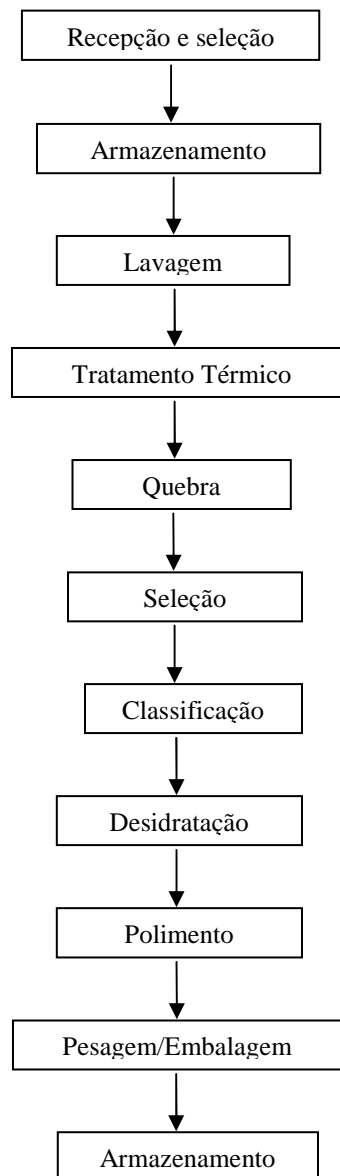 Recepção e seleção
Armazenamento
Lavagem
Tratamento Térmico
Quebra
Seleção
Classificação
Desidratação
Polimento
Pesagem/Embalagem
Armazenamento